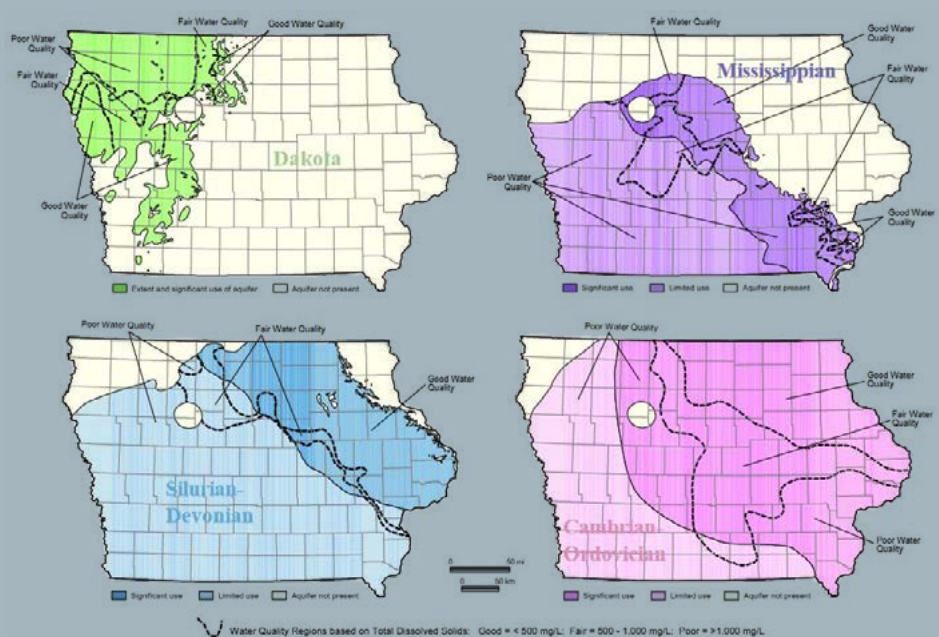 Fair Water Quality
Good Water Quality
Poor Water
Quality
Fair Water
Quality
Good Water
Quality
Dakota
Extent and significant use of aquifer
Aquifer not present
Fair Water
Quality
Good Water
Quality
Fair Water
Quality
Mississippian
Poor Water
Quality
Good Water
Quality
Significant use
Limited use
Aquifer not present
Poor Water Quality
Fair Water Quality
Good Water
Quality
Silurian-
Devonian
Significant use
Limited use
Aquifer not present
0
50 mi
0
50 km
Poor Water Quality
Good Water
Quality
Fair Water
Quality
Poor Water
Quality
Cambrian-
Ordovician
Significant use
Limited use
Aquifer not present
Water Quality Regions based on Total Dissolved Solids: Good = < 500 mg/L; Fair = 500 - 1,000 mg/L; Poor = >1,000 mg/L